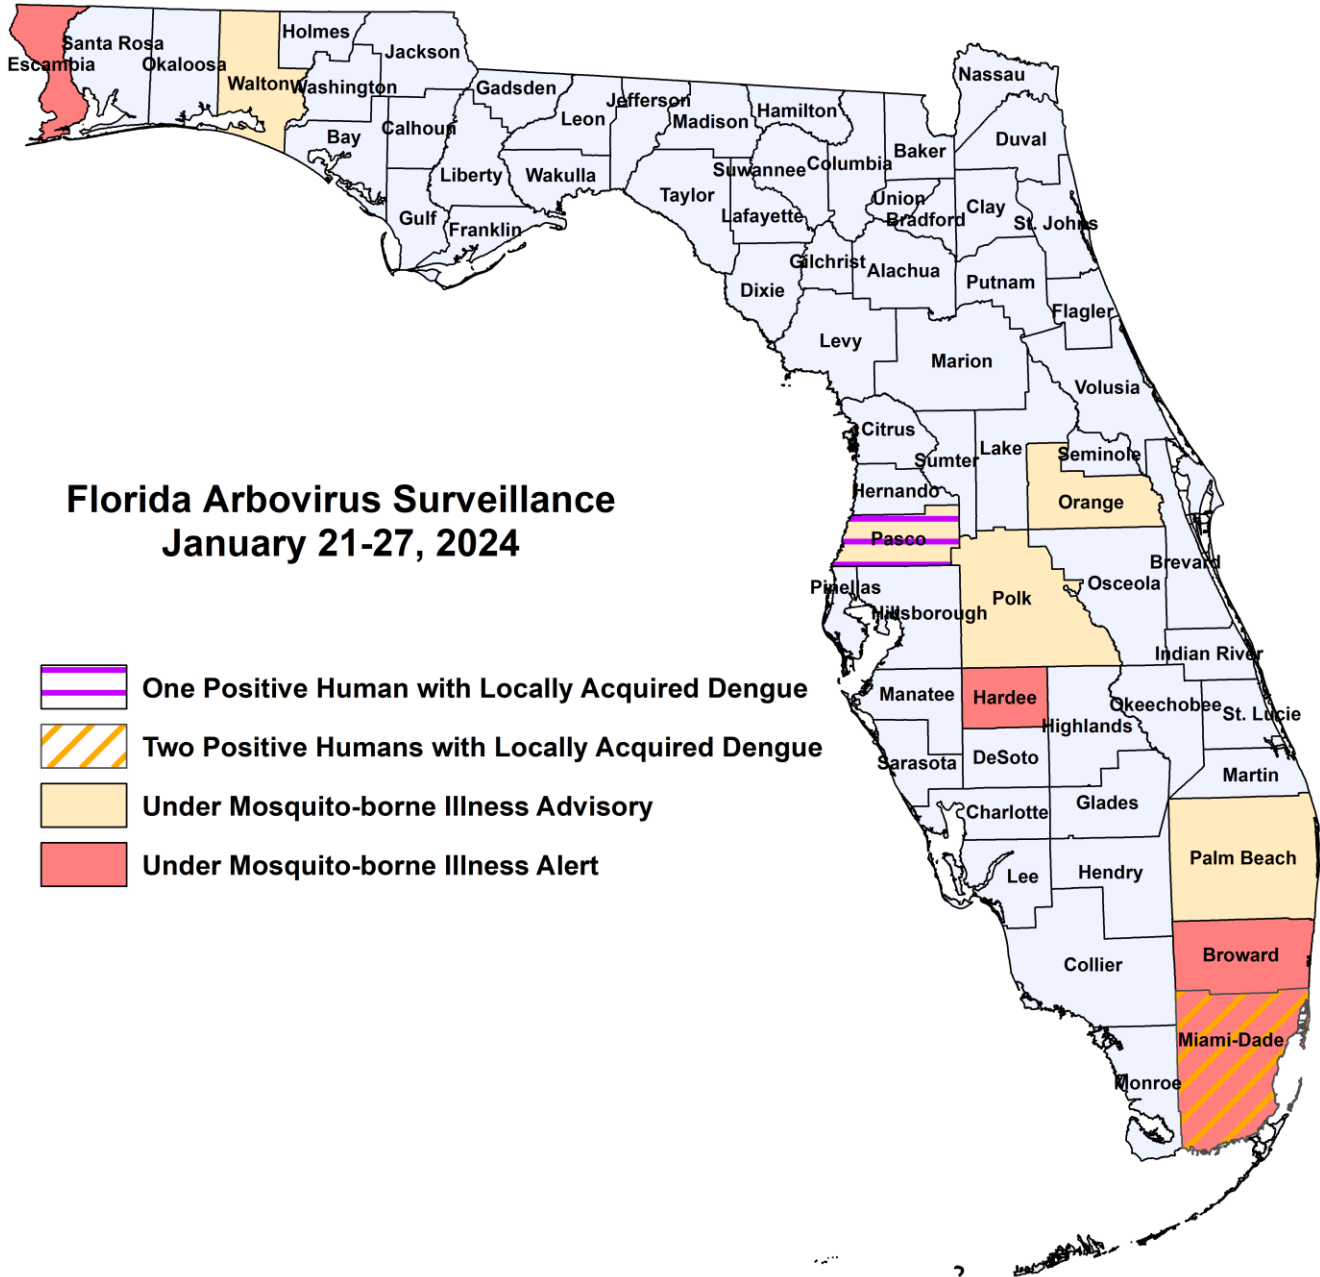 Holmes
Jackson
Santa Rosa
Escambia
Okaloosa
Walton
Washington
Gadsden
Jefferson
Leon
Madison
Hamilton
Nassau
Duval
Bay
Calhoun
Liberty
Wakulla
Taylor
Suwannee
Columbia
Baker
Gulf
Franklin
Lafayette
Union
Bradford
Clay
St. Johns
Dixie
Gilchrist
Alachua
Putnam
Flagler
Levy
Marion
Volusia
Citrus
Sumter
Lake
Seminole
Hernando
Orange
Florida Arbovirus Surveillance
January 21-27, 2024
Pasco
Brevard
Pinellas
Hillsborough
Polk
Osceola
Indian River
Manatee
Hardee
Highlands
Okeechobee
St. Lucie
Sarasota
DeSoto
Martin
Charlotte
Glades
Lee
Hendry
Palm Beach
Collier
Broward
Miami-Dade
Monroe
One Positive Human with Locally Acquired Dengue
Two Positive Humans with Locally Acquired Dengue
Under Mosquito-borne Illness Advisory
Under Mosquito-borne Illness Alert